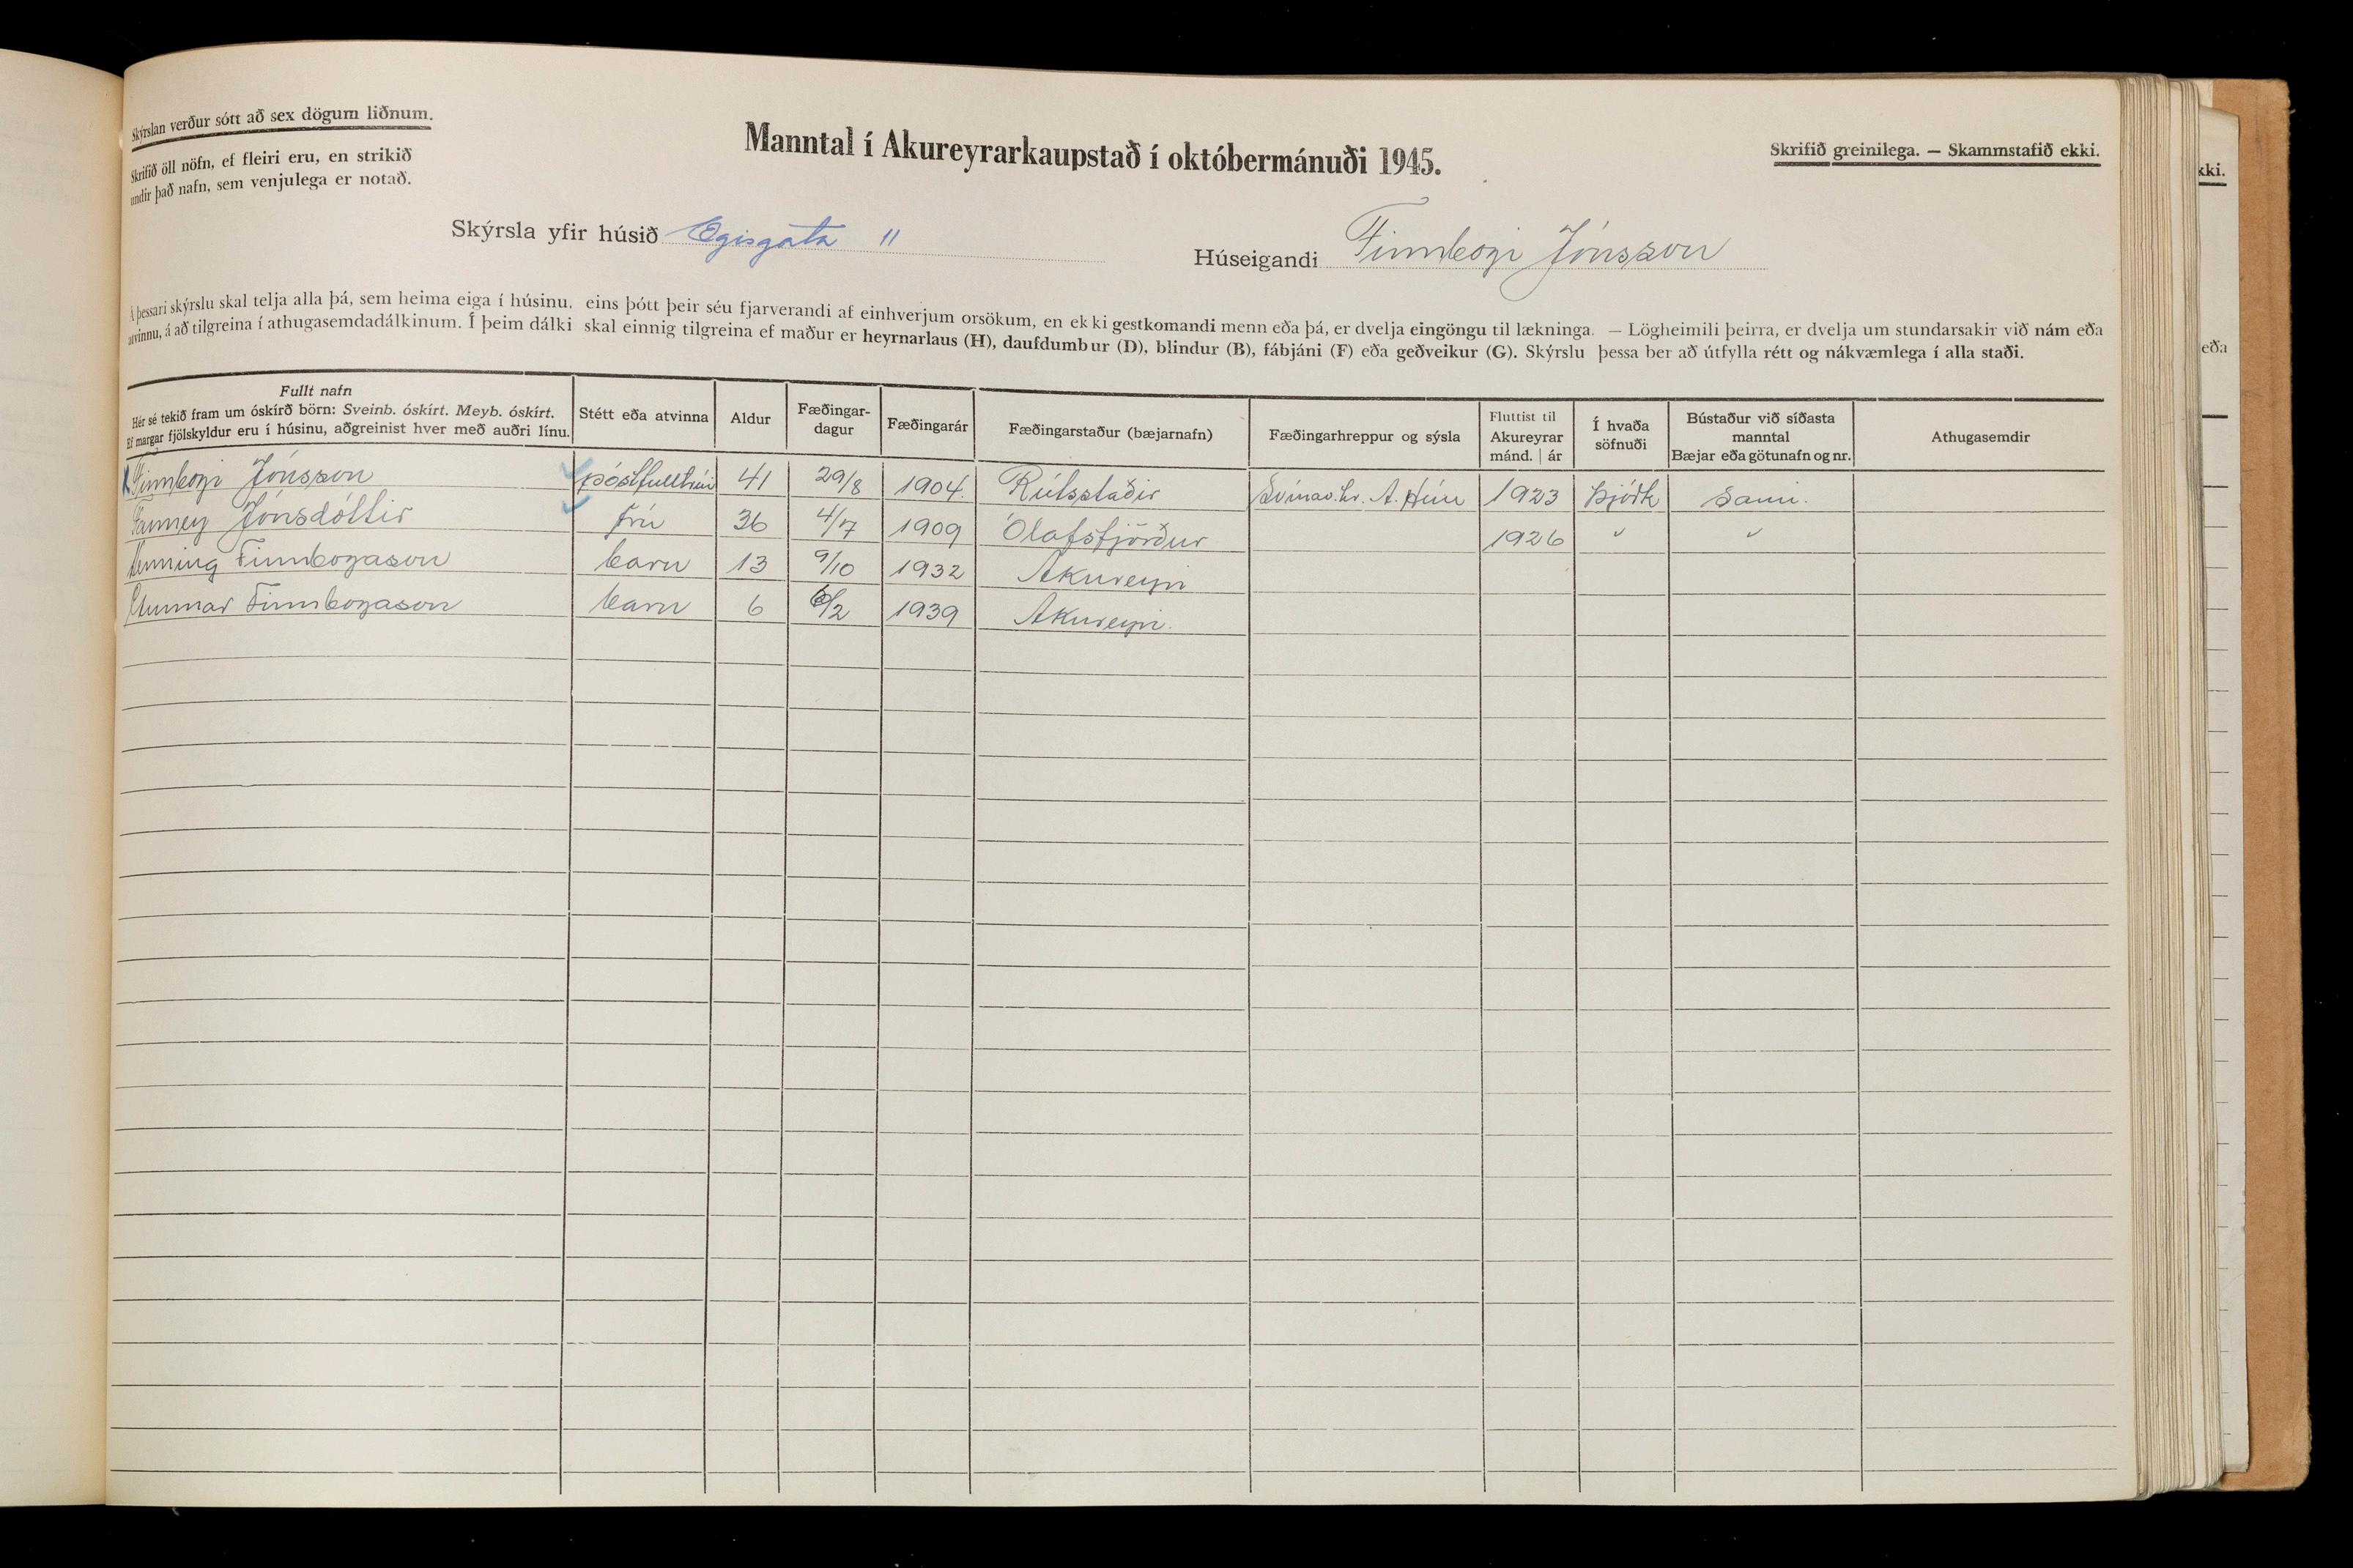 Skýrslan verður sótt að sex dögum liðnum.
Skrifið öll nöfn, ef fleiri eru, en strikið
undir það nafn, sem venjulega er notað.
Manntal í Akureyrarkaupstað í októbermánuði 1945.
Skrifið greinilega. — Skammstafið ekki.
Skýrsla yfir húsið Ægisgata 11
Húseigandi Finnbogi Jónsson
Á þessari skýrslu skal telja alla þá, sem heima eiga í húsinu, eins þótt þeir séu fjarverandi af einhverjum orsökum, en ekki gestkomandi menn eða þá, er dvelja eingöngu til lækninga. — Lögheimili þeirra, er dvelja um stundarsakir við nám eða
atvinnu, á að tilgreina í athugasemdadálkinum. Í þeim dálki skal einnig tilgreina ef maður er heyrnarlaus (H), daufdumbur (D), blindur (B), fábjáni (F) eða geðveikur (G). Skýrslu þessa ber að útfylla rétt og nákvæmlega í alla staði.
Fullt nafn
Hér sé tekið fram um óskírð börn: Sveinb. óskírt. Meyb. óskírt.
Ef margar fjölskyldur eru í húsinu, aðgreinist hver með auðri línu.
Stétt eða atvinna
Aldur
Fæðingar-
dagur
Fæðingarár
Fæðingarstaður (bæjarnafn)
Fæðingarhreppur og sýsla
Fluttist til
Akureyrar
mánd. | ár
Í hvaða
söfnuði
Bústaður við síðasta
manntal
Bæjar eða götunafn og nr.
Athugasemdir
Finnbogi Jónsson póstfulltrúi 41 29/8 1904. Rútsstaðir Svínav.hr. A. Hún 1923 Þjóðk Sami.
Fanney Jónsdóttir frú 36 4/7 1909 Ólafsfjörður 1926 " "
Henning Finnbogason barn 13 9/10 1932 Akureyri
Gunnar Finnbogason barn 6 6/2 1939 Akureyri.
kki.
eða